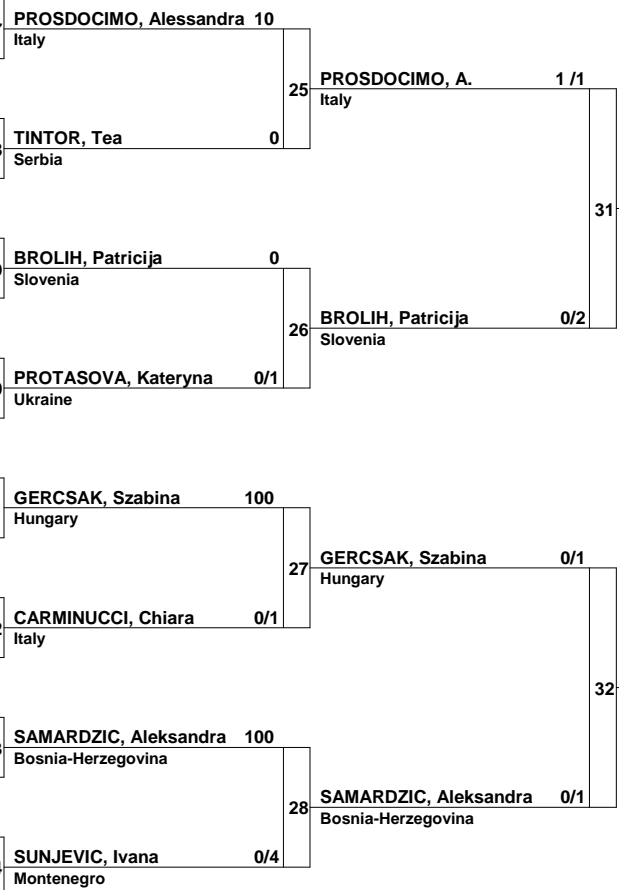 PROSDOCIMO, Alessandra 10
Italy
25
PROSDOCIMO, A. 1 /1
Italy
TINTOR, Tea 0
Serbia
31
BROLIH, Patricija 0
Slovenia
26
BROLIH, Patricija 0/2
Slovenia
PROTASOVA, Kateryna 0/1
Ukraine
GERCSAK, Szabina 100
Hungary
27
GERCSAK, Szabina 0/1
Hungary
CARMINUCCI, Chiara 0/1
Italy
32
SAMARDZIC, Aleksandra 100
Bosnia-Herzegovina
28
SAMARDZIC, Aleksandra 0/1
Bosnia-Herzegovina
SUNJEVIC, Ivana 0/4
Montenegro